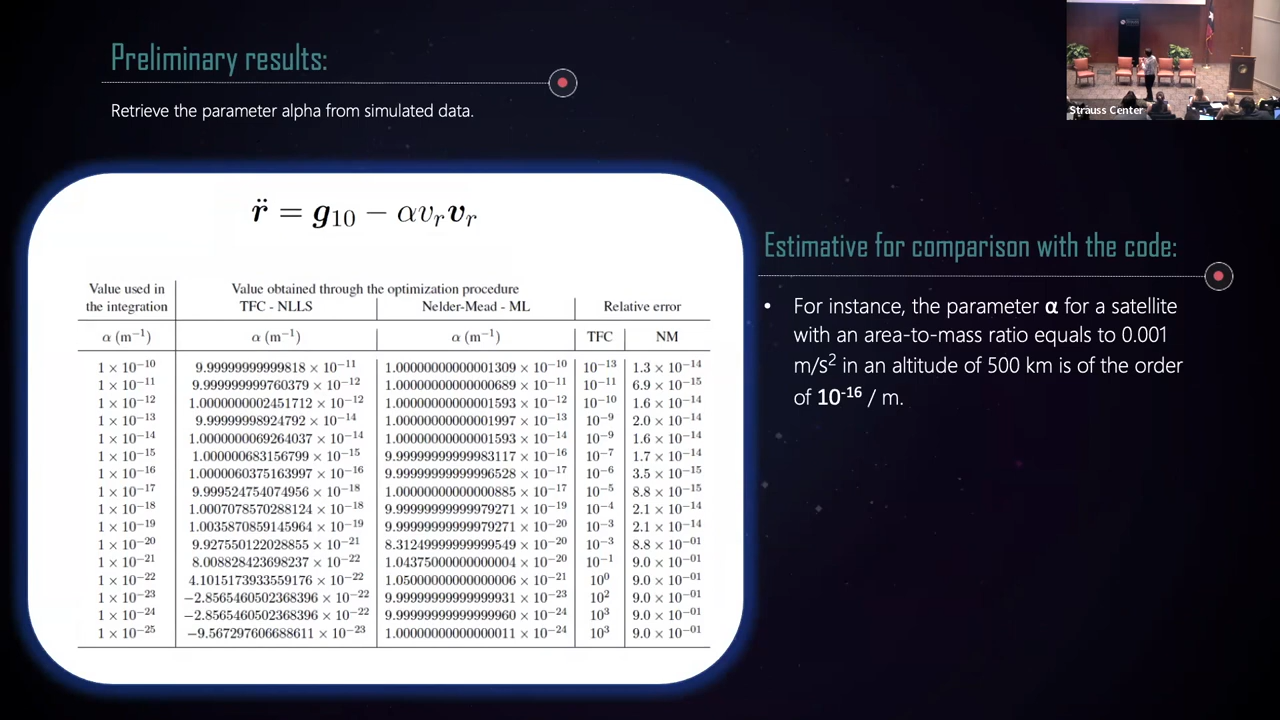 Preliminary results:
Retrieve the parameter alpha from simulated data.
Strauss Center
r̈ = g₁₀ − αvᵣvᵣ
Value used in the integration | Value obtained through the optimization procedure | Relative error
TFC - NLLS | Nelder-Mead - ML
α (m⁻¹) | α (m⁻¹) | α (m⁻¹) | TFC | NM
1 × 10⁻¹⁰ | 9.9999999999818 × 10⁻¹¹ | 1.00000000000001309 × 10⁻¹⁰ | 10⁻¹³ | 1.3 × 10⁻¹⁴
1 × 10⁻¹¹ | 9.999999999760379 × 10⁻¹² | 1.00000000000000689 × 10⁻¹¹ | 10⁻¹¹ | 6.9 × 10⁻¹⁵
1 × 10⁻¹² | 1.0000000002451712 × 10⁻¹² | 1.00000000000001593 × 10⁻¹² | 10⁻¹⁰ | 1.6 × 10⁻¹⁴
1 × 10⁻¹³ | 9.99999998924792 × 10⁻¹⁴ | 1.00000000000001997 × 10⁻¹³ | 10⁻⁹ | 2.0 × 10⁻¹⁴
1 × 10⁻¹⁴ | 1.0000000069264037 × 10⁻¹⁴ | 1.00000000000001593 × 10⁻¹⁴ | 10⁻⁹ | 1.6 × 10⁻¹⁴
1 × 10⁻¹⁵ | 1.000000683156799 × 10⁻¹⁵ | 9.99999999999983117 × 10⁻¹⁶ | 10⁻⁷ | 1.7 × 10⁻¹⁴
1 × 10⁻¹⁶ | 1.0000060375163997 × 10⁻¹⁶ | 9.99999999999996528 × 10⁻¹⁷ | 10⁻⁶ | 3.5 × 10⁻¹⁵
1 × 10⁻¹⁷ | 9.999524754074956 × 10⁻¹⁸ | 1.00000000000000885 × 10⁻¹⁷ | 10⁻⁵ | 8.8 × 10⁻¹⁵
1 × 10⁻¹⁸ | 1.0007078570288124 × 10⁻¹⁸ | 9.99999999999979271 × 10⁻¹⁹ | 10⁻⁴ | 2.1 × 10⁻¹⁴
1 × 10⁻¹⁹ | 1.0035870859145964 × 10⁻¹⁹ | 9.99999999999979271 × 10⁻²⁰ | 10⁻³ | 2.1 × 10⁻¹⁴
1 × 10⁻²⁰ | 9.927550122028855 × 10⁻²¹ | 8.31249999999999549 × 10⁻²⁰ | 10⁻³ | 8.8 × 10⁻⁰¹
1 × 10⁻²¹ | 8.008828423698237 × 10⁻²² | 1.04375000000000004 × 10⁻²⁰ | 10⁻¹ | 9.0 × 10⁻⁰¹
1 × 10⁻²² | 4.1015173933559176 × 10⁻²² | 1.05000000000000006 × 10⁻²¹ | 10⁰ | 9.0 × 10⁻⁰¹
1 × 10⁻²³ | −2.8565460502368396 × 10⁻²² | 9.99999999999999931 × 10⁻²³ | 10² | 9.0 × 10⁻⁰¹
1 × 10⁻²⁴ | −2.8565460502368396 × 10⁻²² | 9.99999999999999960 × 10⁻²⁴ | 10³ | 9.0 × 10⁻⁰¹
1 × 10⁻²⁵ | −9.567297606688611 × 10⁻²³ | 1.00000000000000011 × 10⁻²⁴ | 10³ | 9.0 × 10⁻⁰¹
Estimative for comparison with the code:
• For instance, the parameter α for a satellite
with an area-to-mass ratio equals to 0.001
m/s² in an altitude of 500 km is of the order
of 10⁻¹⁶ / m.